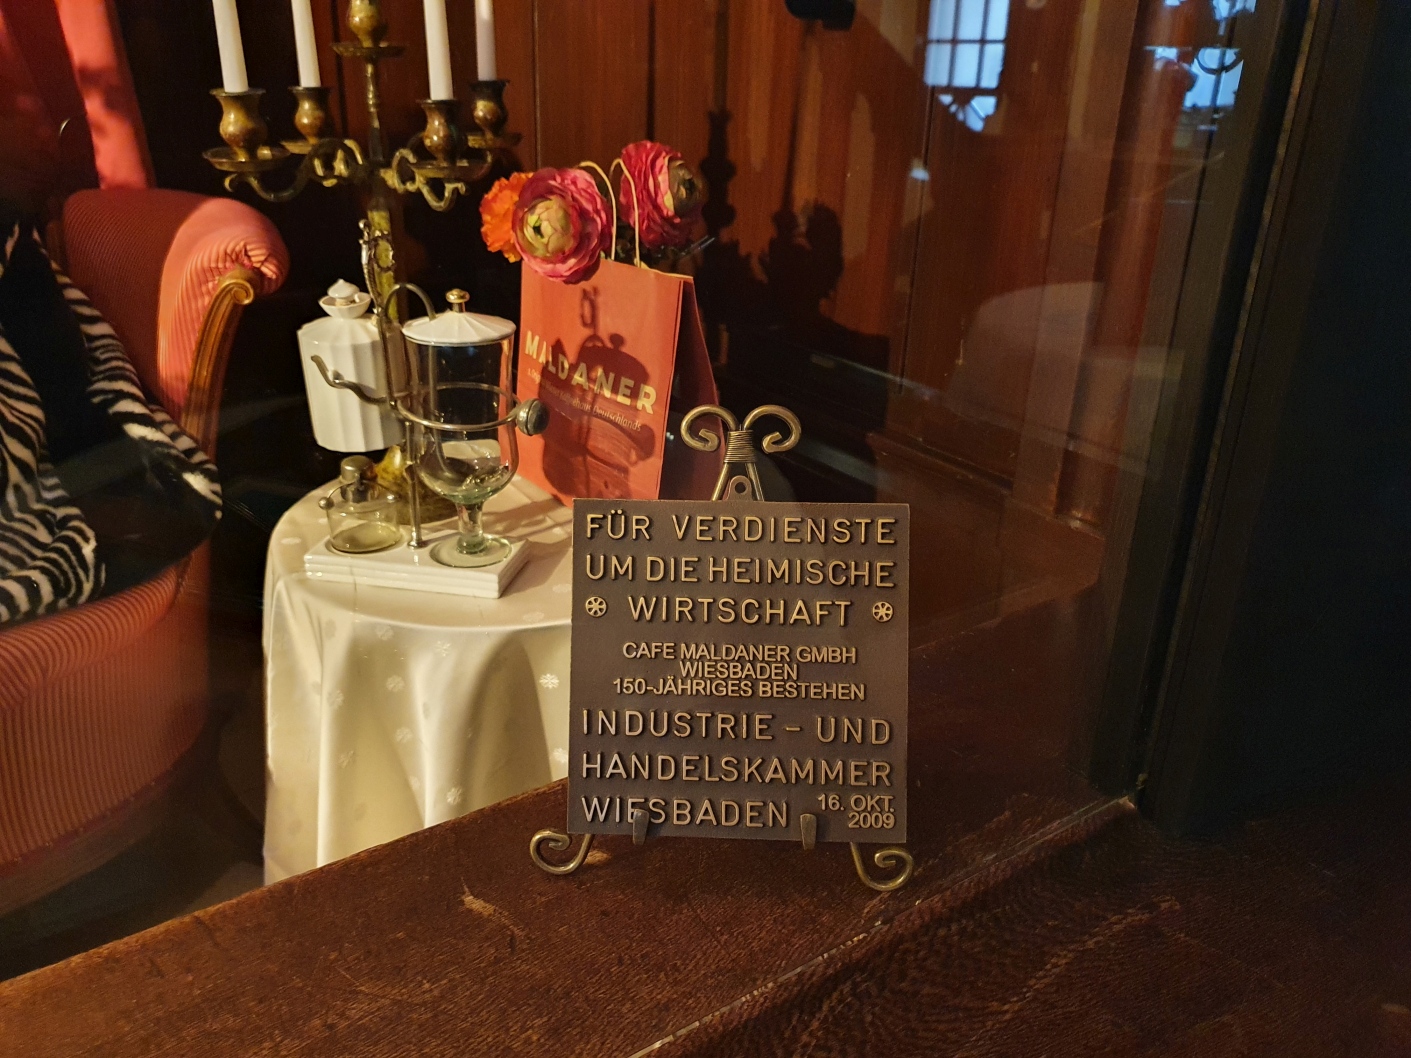 MALDANER
FÜR VERDIENSTE
UM DIE HEIMISCHE
WIRTSCHAFT
CAFE MALDANER GMBH
WIESBADEN
150-JÄHRIGES BESTEHEN
INDUSTRIE - UND
HANDELSKAMMER
WIESBADEN
16. OKT.
2009